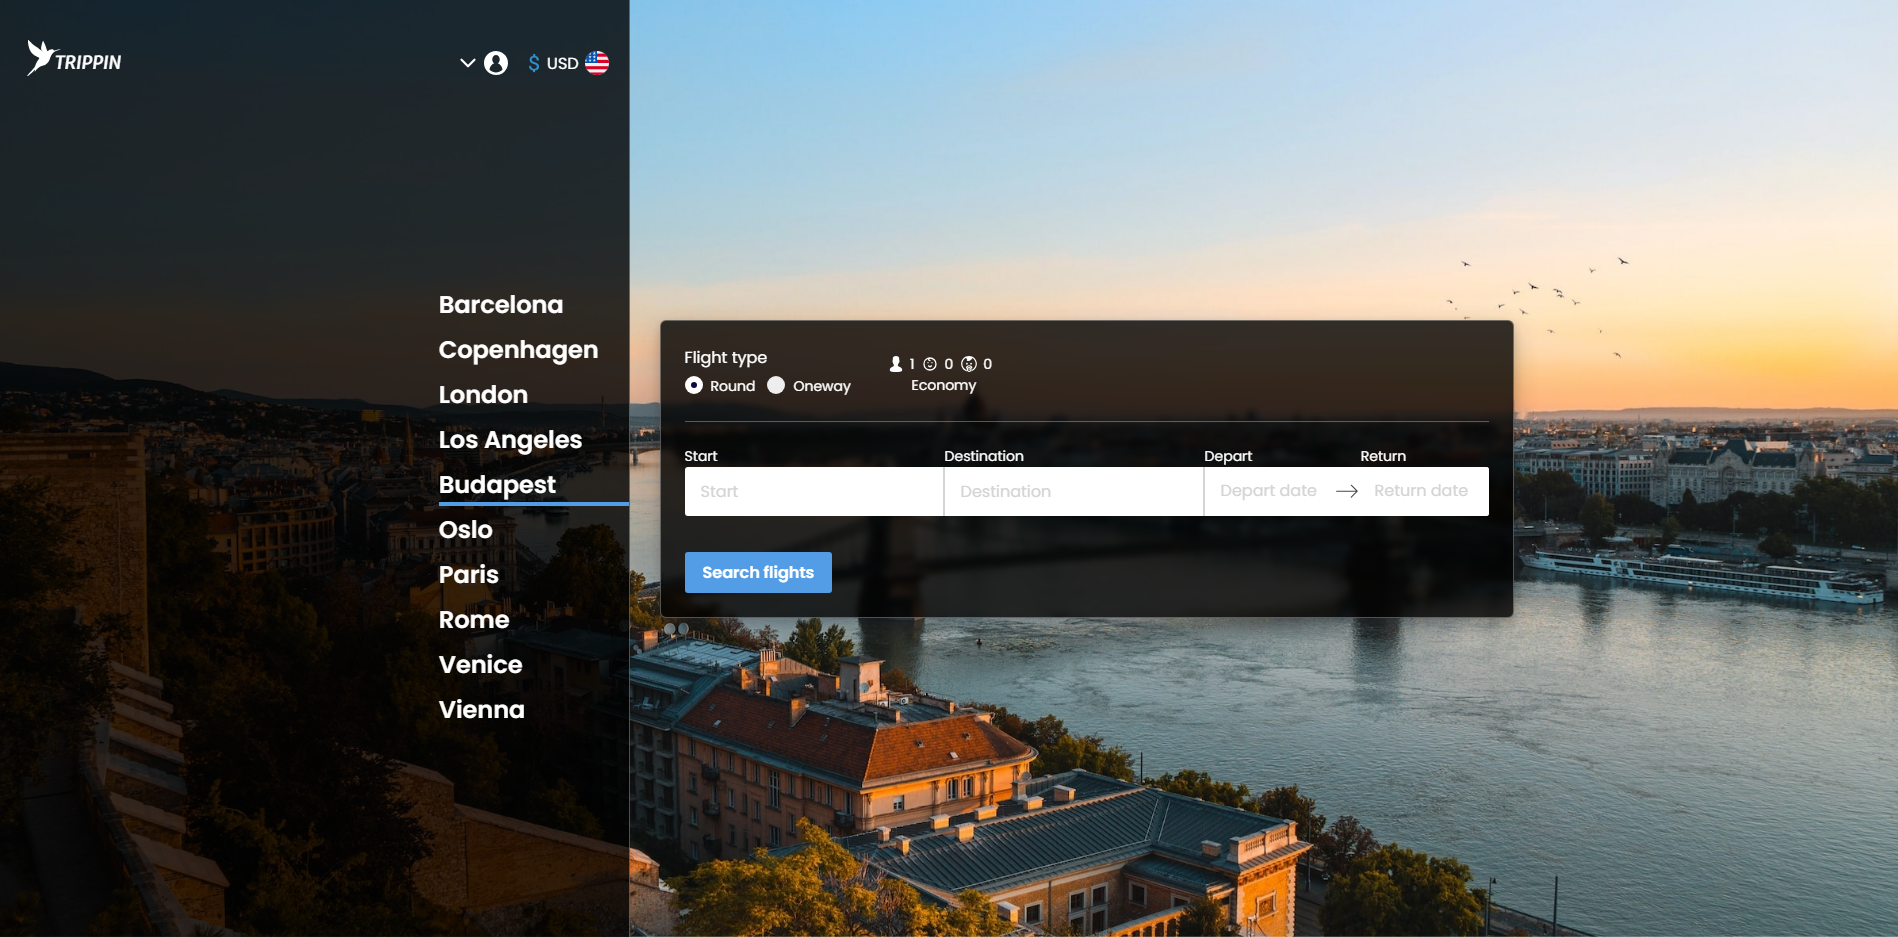 TRIPPIN
$ USD
Barcelona
Copenhagen
London
Los Angeles
Budapest
Oslo
Paris
Rome
Venice
Vienna
Flight type
Round Oneway
1 0 0
Economy
Start Destination Depart Return
Start Destination Depart date Return date
Search flights